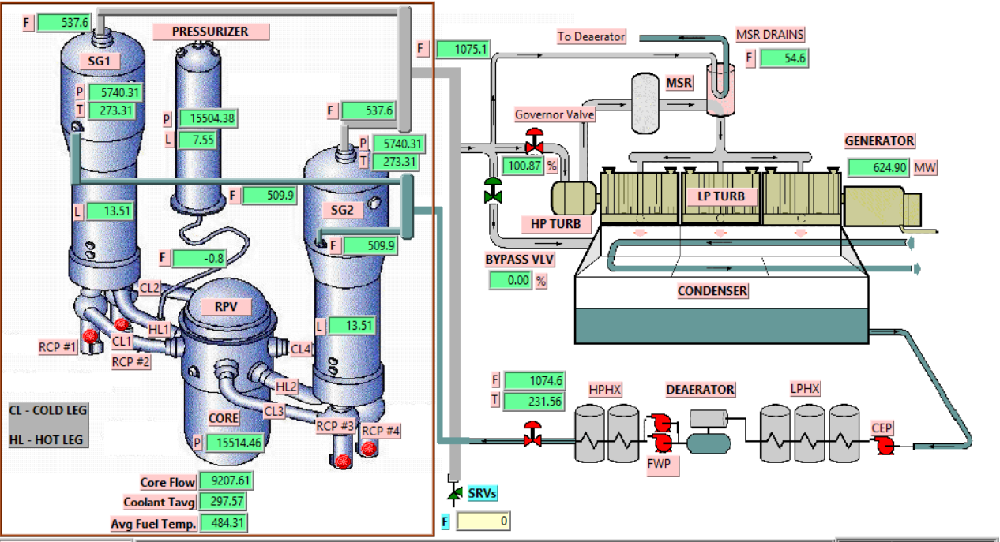 F 537.6
PRESSURIZER
SG1
P 5740.31
T 273.31
P 15504.38
L 7.55
F 537.6
P 5740.31
T 273.31
F 509.9
L 13.51
SG2
F 509.9
F -0.8
CL2
RPV
HL1
L 13.51
RCP #1
CL1
RCP #2
CL4
HL2
CL3
CL - COLD LEG
HL - HOT LEG
CORE
P 15514.46
RCP #3
RCP #4
Core Flow 9207.61
Coolant Tavg 297.57
Avg Fuel Temp. 484.31
F 1075.1
To Deaerator
MSR DRAINS
F 54.6
MSR
Governor Valve
100.87 %
GENERATOR
624.90 MW
LP TURB
HP TURB
BYPASS VLV
0.00 %
CONDENSER
F 1074.6
T 231.56
HPHX
DEAERATOR
LPHX
CEP
FWP
SRVs
F 0